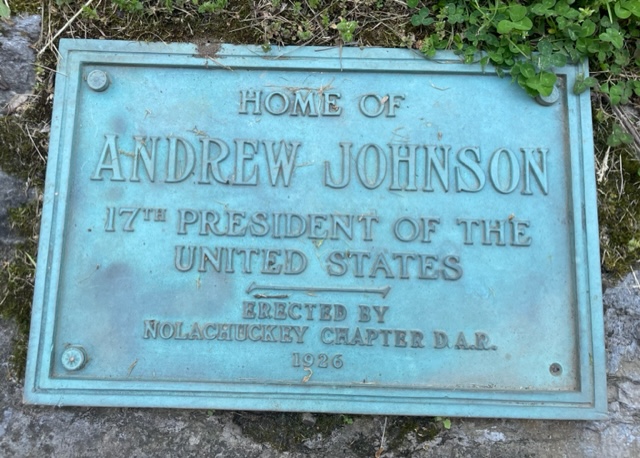 HOME OF
ANDREW JOHNSON
17TH PRESIDENT OF THE
UNITED STATES
ERECTED BY
NOLACHUCKEY CHAPTER D.A.R.
1926